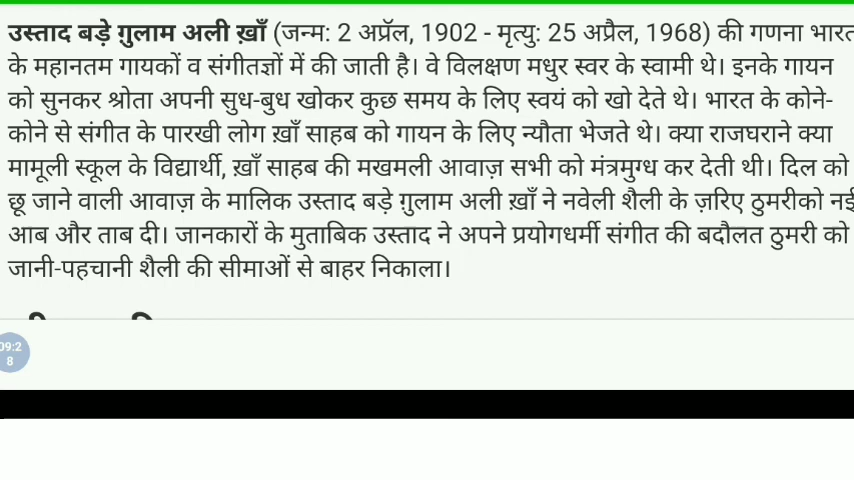 उस्ताद बड़े ग़ुलाम अली ख़ाँ (जन्म: 2 अप्रॅल, 1902 - मृत्यु: 25 अप्रैल, 1968) की गणना भारत
के महानतम गायकों व संगीतज्ञों में की जाती है। वे विलक्षण मधुर स्वर के स्वामी थे। इनके गायन
को सुनकर श्रोता अपनी सुध-बुध खोकर कुछ समय के लिए स्वयं को खो देते थे। भारत के कोने-
कोने से संगीत के पारखी लोग ख़ाँ साहब को गायन के लिए न्यौता भेजते थे। क्या राजघराने क्या
मामूली स्कूल के विद्यार्थी, ख़ाँ साहब की मखमली आवाज़ सभी को मंत्रमुग्ध कर देती थी। दिल को
छू जाने वाली आवाज़ के मालिक उस्ताद बड़े ग़ुलाम अली ख़ाँ ने नवेली शैली के ज़रिए ठुमरीको नई
आब और ताब दी। जानकारों के मुताबिक उस्ताद ने अपने प्रयोगधर्मी संगीत की बदौलत ठुमरी को
जानी-पहचानी शैली की सीमाओं से बाहर निकाला।
09:2
8